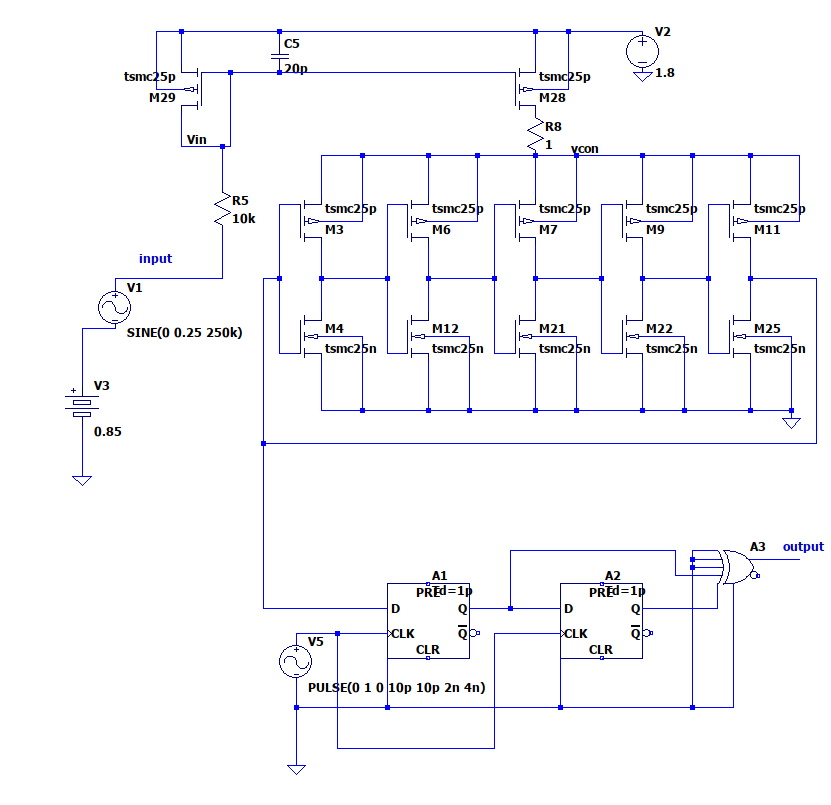 V2
C5
tsmc25p
20p
tsmc25p
1.8
M29
M28
R8
Vin
1
vcon
R5
tsmc25p
tsmc25p
tsmc25p
tsmc25p
tsmc25p
10k
M3
M6
M7
M9
M11
input
V1
SINE(0 0.25 250k)
M4
M12
M21
M22
M25
tsmc25n
tsmc25n
tsmc25n
tsmc25n
tsmc25n
V3
0.85
A3
output
A1
A2
PRE
Td=1p
PRE
Td=1p
D
Q
D
Q
CLK
Q
CLK
Q
V5
CLR
CLR
PULSE(0 1 0 10p 10p 2n 4n)